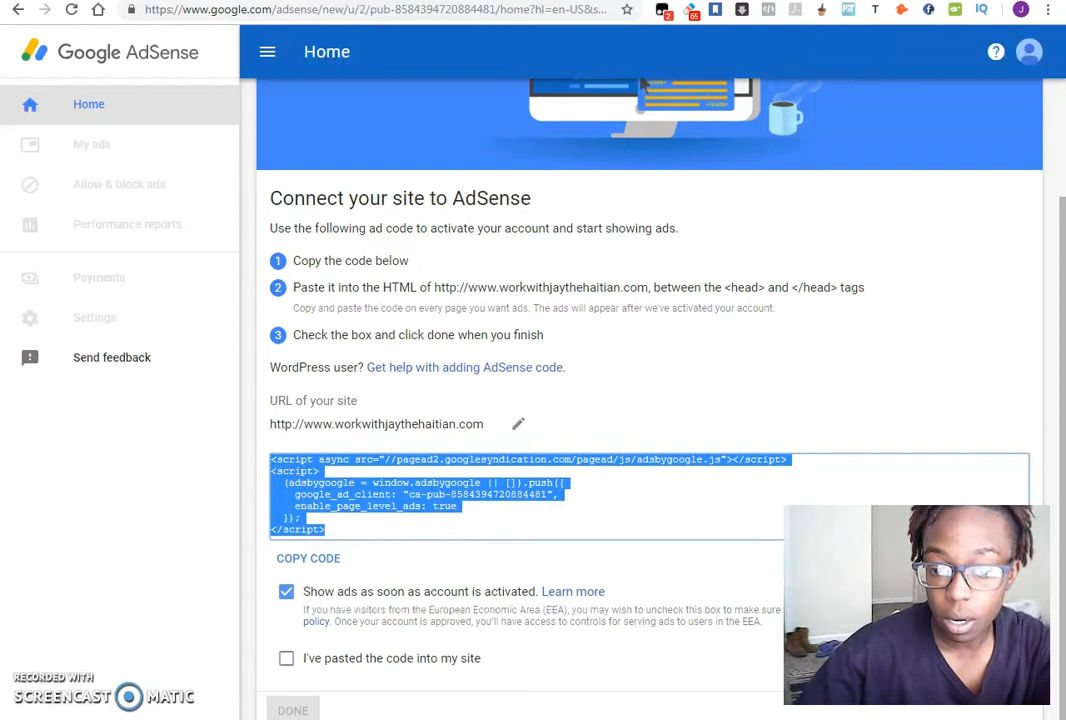 https://www.google.com/adsense/new/u/2/pub-8584394720884481/home?hl=en-US&s...
2
65
T
IQ
J
Google AdSense
Home
Home
My ads
Allow & block ads
Performance reports
Payments
Settings
Send feedback
Connect your site to AdSense
Use the following ad code to activate your account and start showing ads.
1 Copy the code below
2 Paste it into the HTML of http://www.workwithjaythehaitian.com, between the <head> and </head> tags
Copy and paste the code on every page you want ads. The ads will appear after we've activated your account.
3 Check the box and click done when you finish
WordPress user? Get help with adding AdSense code.
URL of your site
http://www.workwithjaythehaitian.com
<script async src="//pagead2.googlesyndication.com/pagead/js/adsbygoogle.js"></script>
<script>
(adsbygoogle = window.adsbygoogle || []).push({
google_ad_client: "ca-pub-8584394720884481",
enable_page_level_ads: true
});
</script>
COPY CODE
Show ads as soon as account is activated. Learn more
If you have visitors from the European Economic Area (EEA), you may wish to uncheck this box to make sure
policy. Once your account is approved, you'll have access to controls for serving ads to users in the EEA.
I've pasted the code into my site
DONE
RECORDED WITH
SCREENCAST MATIC